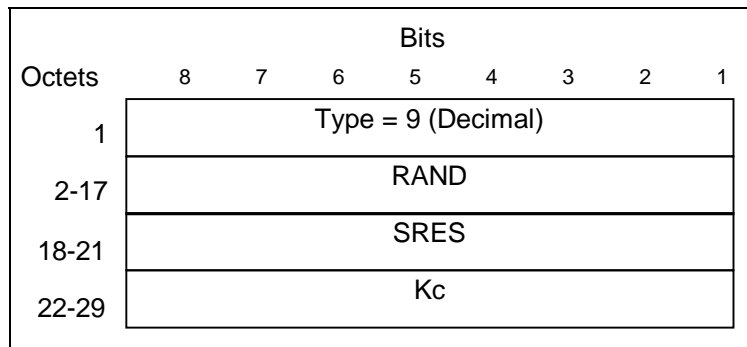 Bits
Octets 8 7 6 5 4 3 2 1
1 Type = 9 (Decimal)
2-17 RAND
18-21 SRES
22-29 Kc